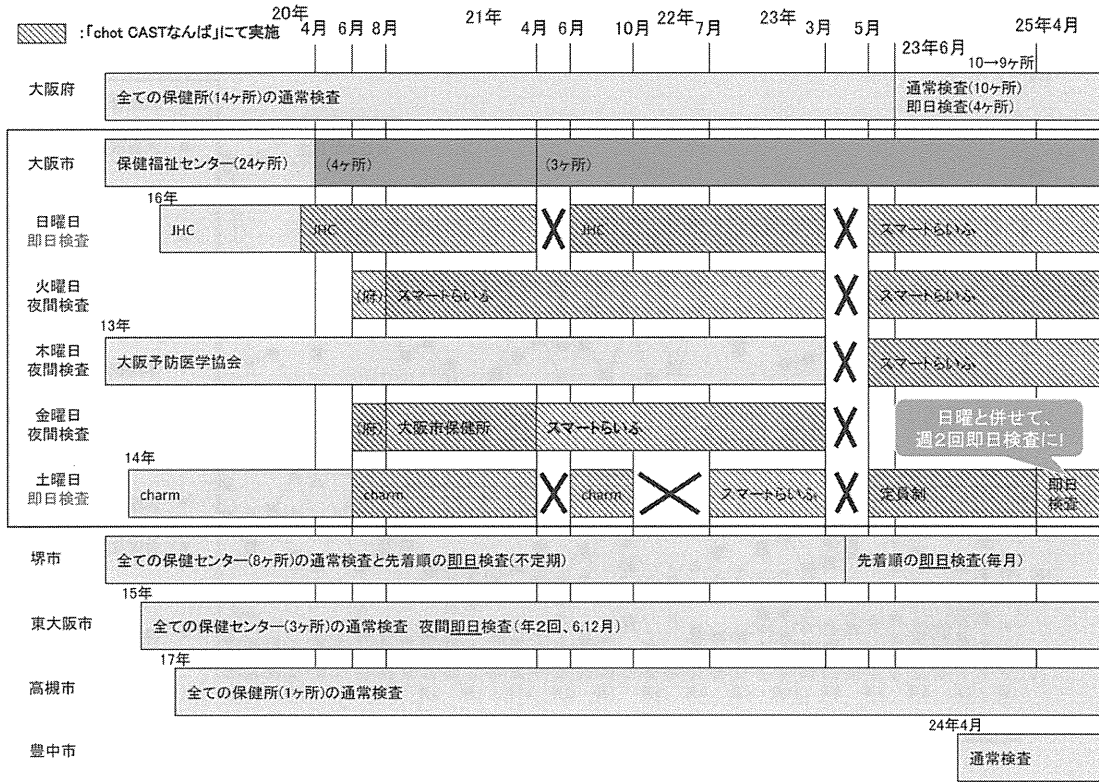 :「chot CASTなんば」にて実施
20年 21年 22年 23年 25年4月
4月 6月 8月 4月 6月 10月 7月 3月 5月
23年6月
10→9ヶ所
大阪府
全ての保健所(14ヶ所)の通常検査
通常検査(10ヶ所)
即日検査(4ヶ所)
大阪市
保健福祉センター(24ヶ所)
(4ヶ所)
(3ヶ所)
16年
日曜日
即日検査
JHC
JHC
JHC
スマートらいふ
火曜日
夜間検査
(府)
スマートらいふ
スマートらいふ
13年
木曜日
夜間検査
大阪予防医学協会
スマートらいふ
金曜日
夜間検査
(府)
大阪市保健所
スマートらいふ
日曜と併せて、
週2回即日検査に!
14年
土曜日
即日検査
charm
charm
charm
スマートらいふ
定員制
即日
検査
堺市
全ての保健センター(8ヶ所)の通常検査と先着順の即日検査(不定期)
先着順の即日検査(毎月)
15年
東大阪市
全ての保健センター(3ヶ所)の通常検査 夜間即日検査(年2回、6,12月)
17年
高槻市
全ての保健所(1ヶ所)の通常検査
24年4月
豊中市
通常検査